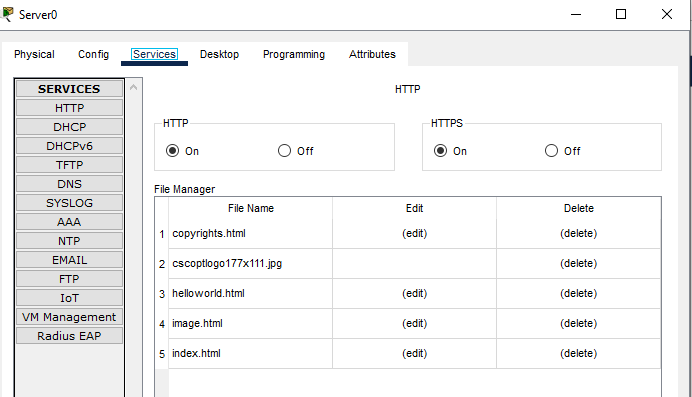 Server0
Physical Config Services Desktop Programming Attributes
SERVICES
HTTP
DHCP
DHCPv6
TFTP
DNS
SYSLOG
AAA
NTP
EMAIL
FTP
IoT
VM Management
Radius EAP
HTTP
HTTP
On Off
HTTPS
On Off
File Manager
File Name Edit Delete
1 copyrights.html (edit) (delete)
2 cscoptlogo177x111.jpg (delete)
3 helloworld.html (edit) (delete)
4 image.html (edit) (delete)
5 index.html (edit) (delete)